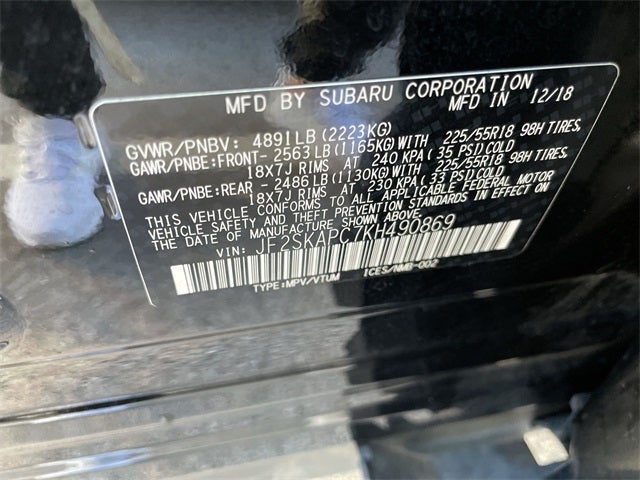 MFD BY SUBARU CORPORATION
MFD IN 12/18
GVWR/PNBV: 4891LB(2223KG)
GAWR/PNBE:FRONT- 2563LB(1165KG)WITH 225/55R18 98H TIRES,
18X7J RIMS AT 240 KPA( 35 PSI)COLD
GAWR/PNBE:REAR - 2486LB(1130KG)WITH 225/55R18 98H TIRES,
18X7J RIMS AT 230 KPA( 33 PSI)COLD
THIS VEHICLE CONFORMS TO ALL APPLICABLE FEDERAL MOTOR
VEHICLE SAFETY AND THEFT PREVENTION STANDARDS IN EFFECT ON
THE DATE OF MANUFACTURE SHOWN ABOVE.
VIN: JF2SKAPC7KH490869
TYPE:MPV/VTUM ICES/NMB-002